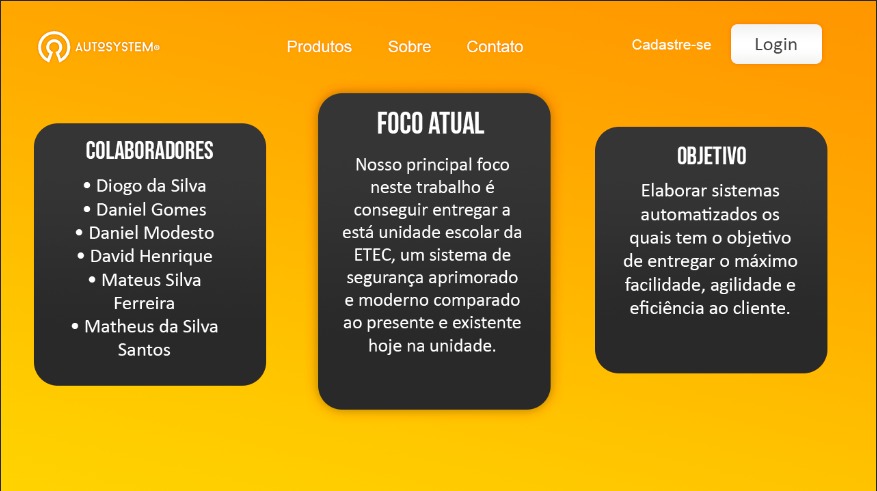 AUTOSYSTEM®
Produtos
Sobre
Contato
Cadastre-se
Login
COLABORADORES
• Diogo da Silva
• Daniel Gomes
• Daniel Modesto
• David Henrique
• Mateus Silva
Ferreira
• Matheus da Silva
Santos
FOCO ATUAL
Nosso principal foco
neste trabalho é
conseguir entregar a
está unidade escolar da
ETEC, um sistema de
segurança aprimorado
e moderno comparado
ao presente e existente
hoje na unidade.
OBJETIVO
Elaborar sistemas
automatizados os
quais tem o objetivo
de entregar o máximo
facilidade, agilidade e
eficiência ao cliente.